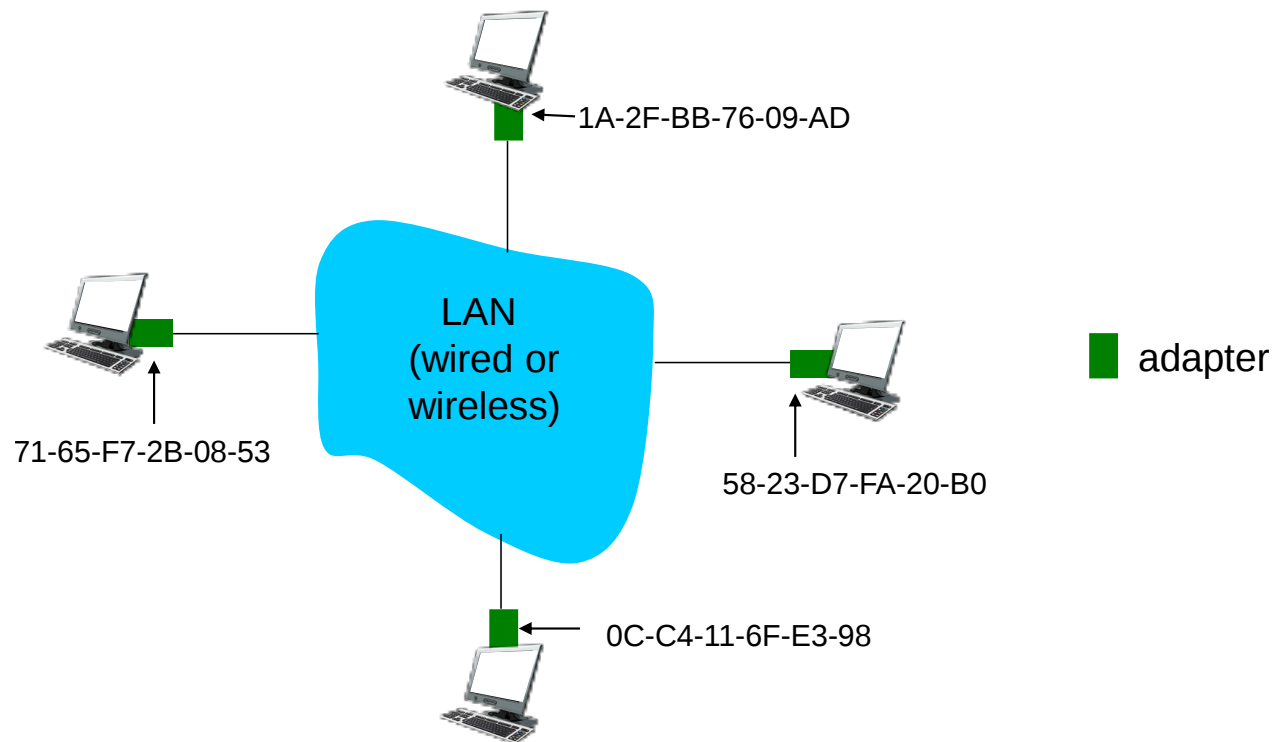 1A-2F-BB-76-09-AD
LAN
(wired or
wireless)
adapter
71-65-F7-2B-08-53
58-23-D7-FA-20-B0
0C-C4-11-6F-E3-98